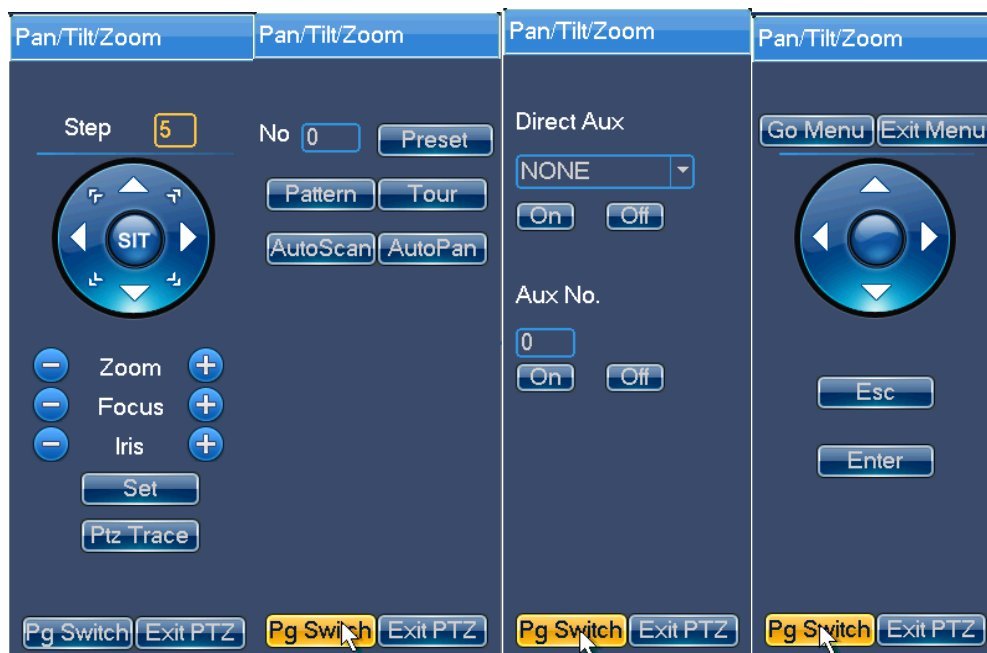 Pan/Tilt/Zoom
Step 5
SIT
Zoom
Focus
Iris
Set
Ptz Trace
Pg Switch Exit PTZ
Pan/Tilt/Zoom
No 0 Preset
Pattern Tour
AutoScan AutoPan
Pg Switch Exit PTZ
Pan/Tilt/Zoom
Direct Aux
NONE
On Off
Aux No.
0
On Off
Pg Switch Exit PTZ
Pan/Tilt/Zoom
Go Menu Exit Menu
Esc
Enter
Pg Switch Exit PTZ